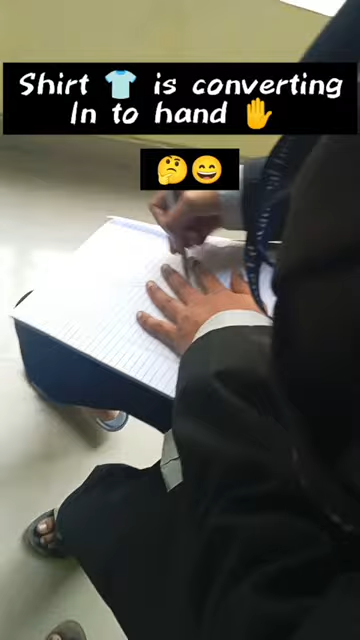 Shirt 👕 is converting
In to hand ✋
🤔😄